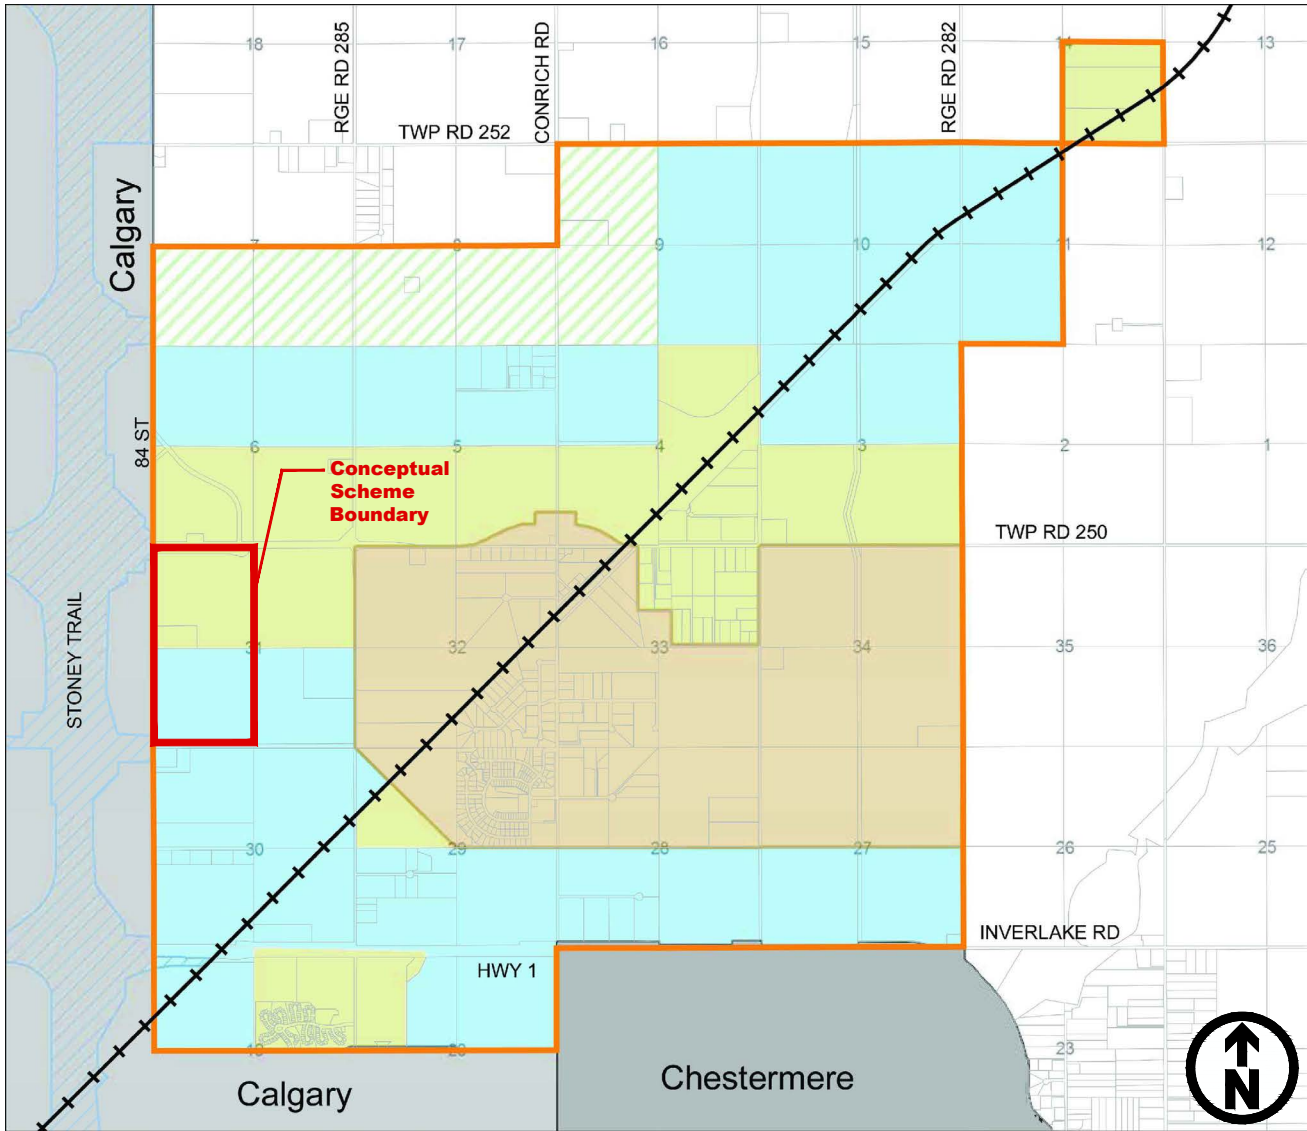 18
RGE RD 285
17
CONRICH RD
16
15
RGE RD 282
14
13
TWP RD 252
Calgary
7
8
9
10
11
12
84 ST
6
5
4
3
2
1
Conceptual
Scheme
Boundary
TWP RD 250
STONEY TRAIL
31
32
33
34
35
36
30
29
28
27
26
25
INVERLAKE RD
HWY 1
19
20
23
Calgary
Chestermere
N